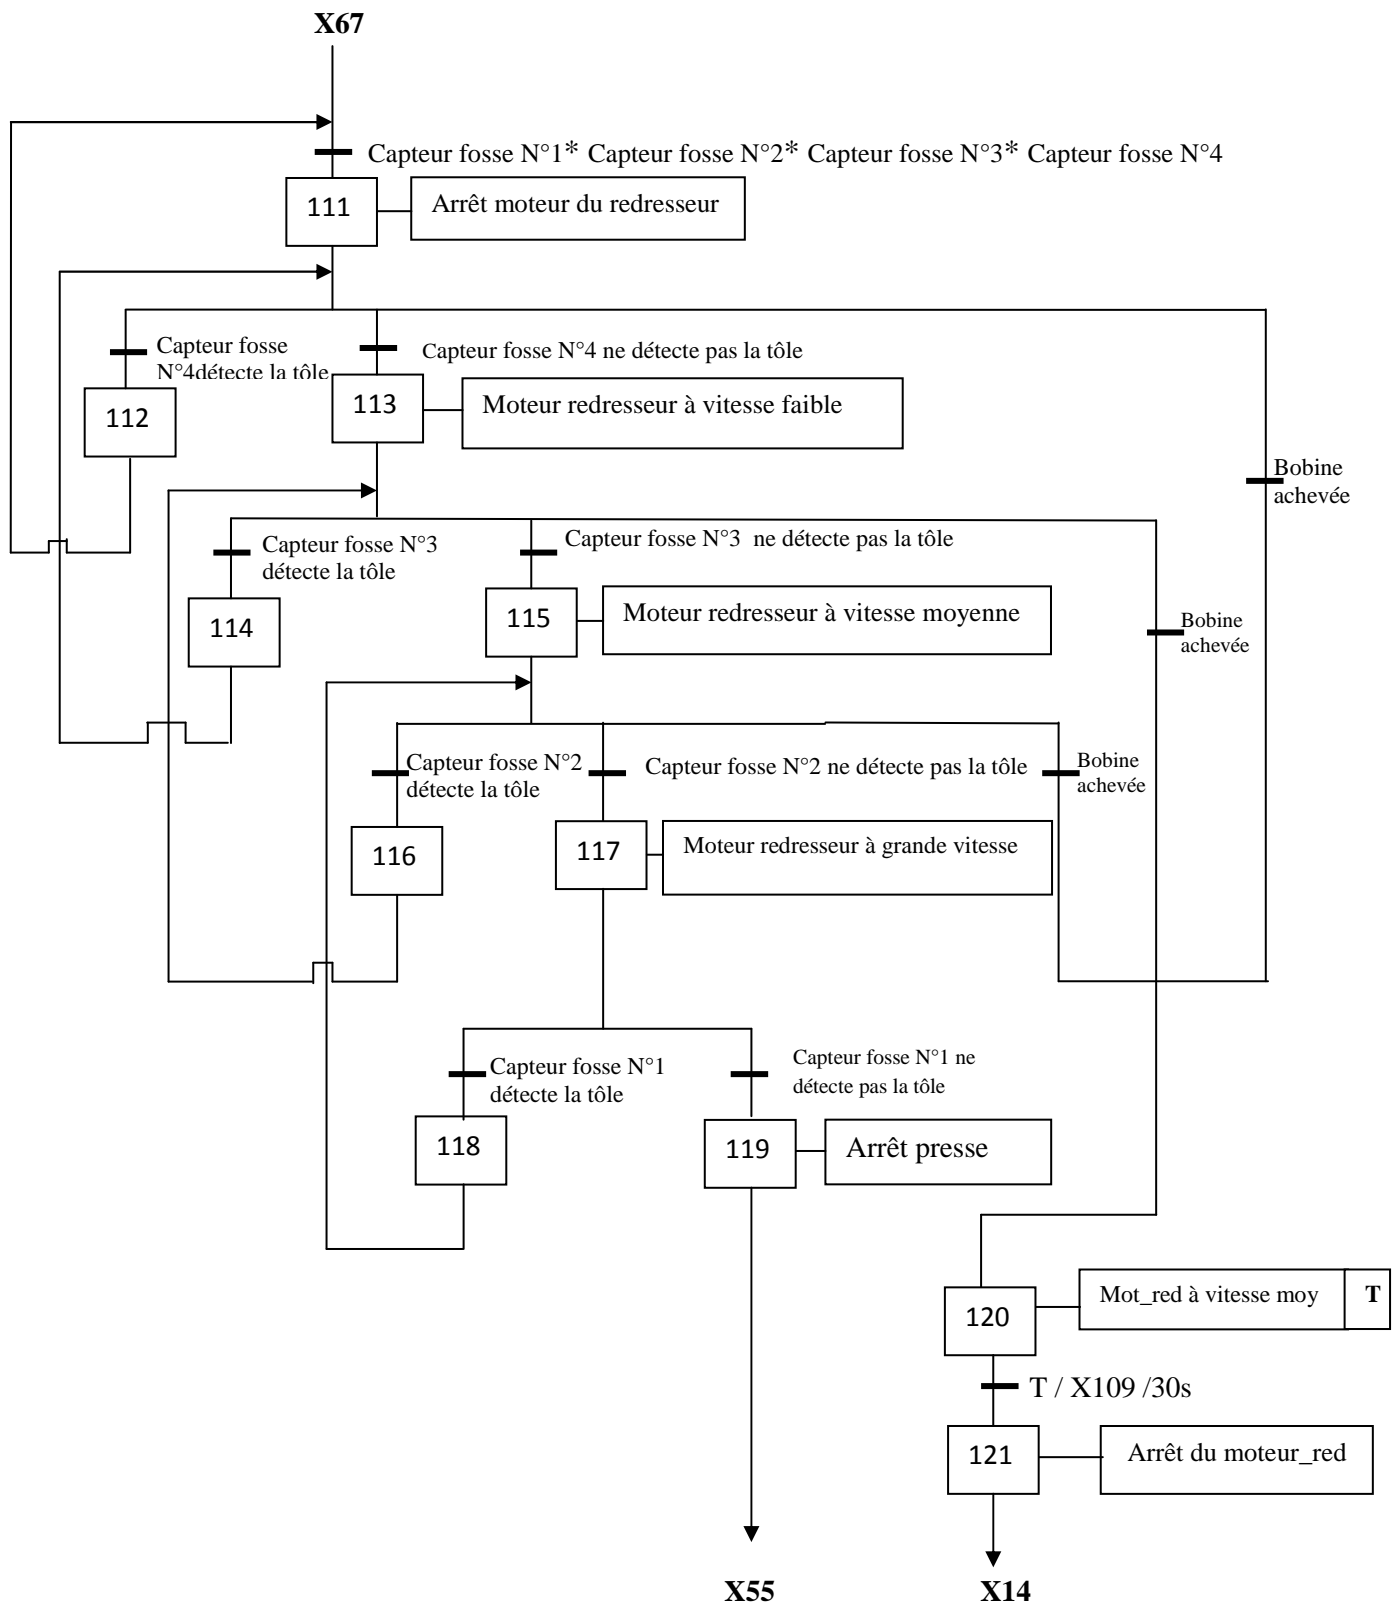 X67
Capteur fosse N°1* Capteur fosse N°2* Capteur fosse N°3* Capteur fosse N°4
111
Arrêt moteur du redresseur
Capteur fosse
N°4détecte la tôle
Capteur fosse N°4 ne détecte pas la tôle
112
113
Moteur redresseur à vitesse faible
Bobine
achevée
Capteur fosse N°3
détecte la tôle
Capteur fosse N°3 ne détecte pas la tôle
114
115
Moteur redresseur à vitesse moyenne
Bobine
achevée
Capteur fosse N°2
détecte la tôle
Capteur fosse N°2 ne détecte pas la tôle
Bobine
achevée
116
117
Moteur redresseur à grande vitesse
Capteur fosse N°1
détecte la tôle
Capteur fosse N°1 ne
détecte pas la tôle
118
119
Arrêt presse
120
Mot_red à vitesse moy
T
T / X109 /30s
121
Arrêt du moteur_red
X55
X14